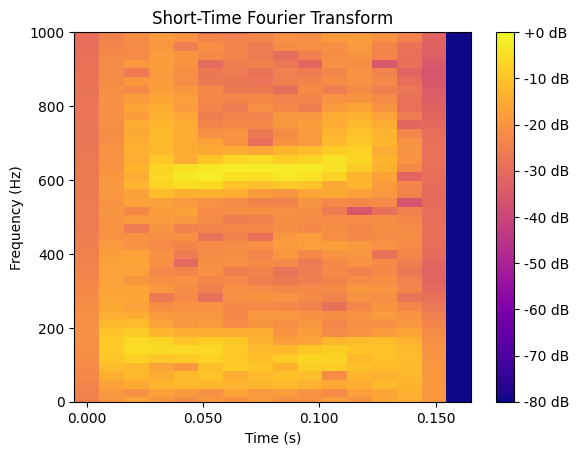 Short-Time Fourier Transform
1000
800
600
400
200
0
Frequency (Hz)
0.000
0.050
0.100
0.150
Time (s)
+0 dB
-10 dB
-20 dB
-30 dB
-40 dB
-50 dB
-60 dB
-70 dB
-80 dB